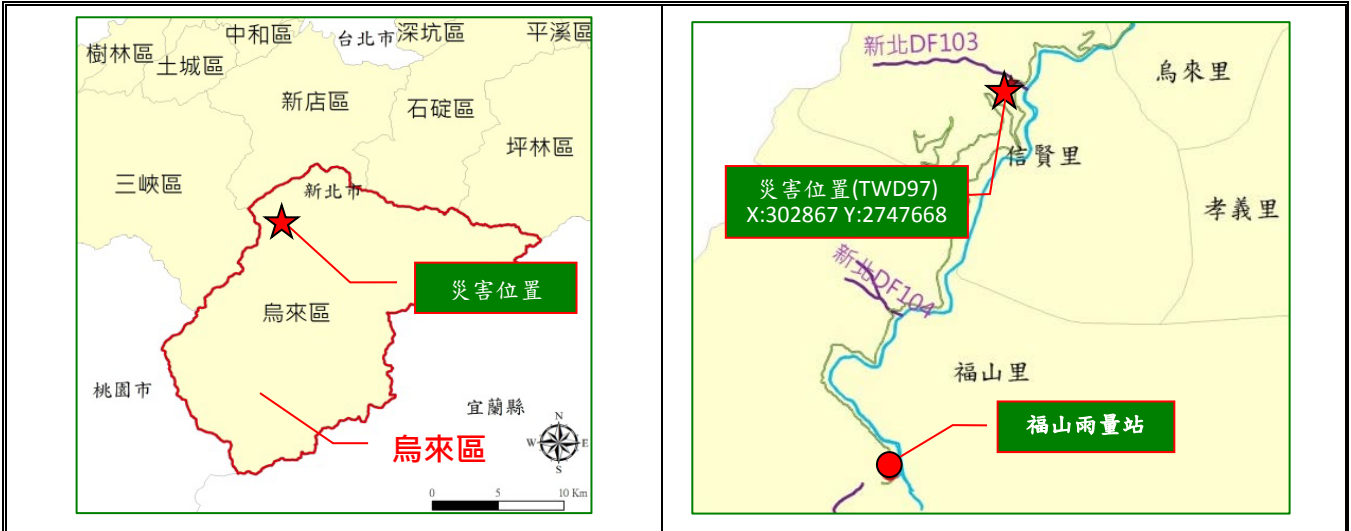 中和區
台北市
深坑區
平溪區
樹林區
土城區
新店區
石碇區
坪林區
三峽區
新北市
災害位置
烏來區
桃園市
宜蘭縣
烏來區
N
W
E
S
0 5 10 Km
新北DF103
烏來里
信賢里
災害位置(TWD97)
X:302867 Y:2747668
孝義里
新北DF104
福山里
福山雨量站